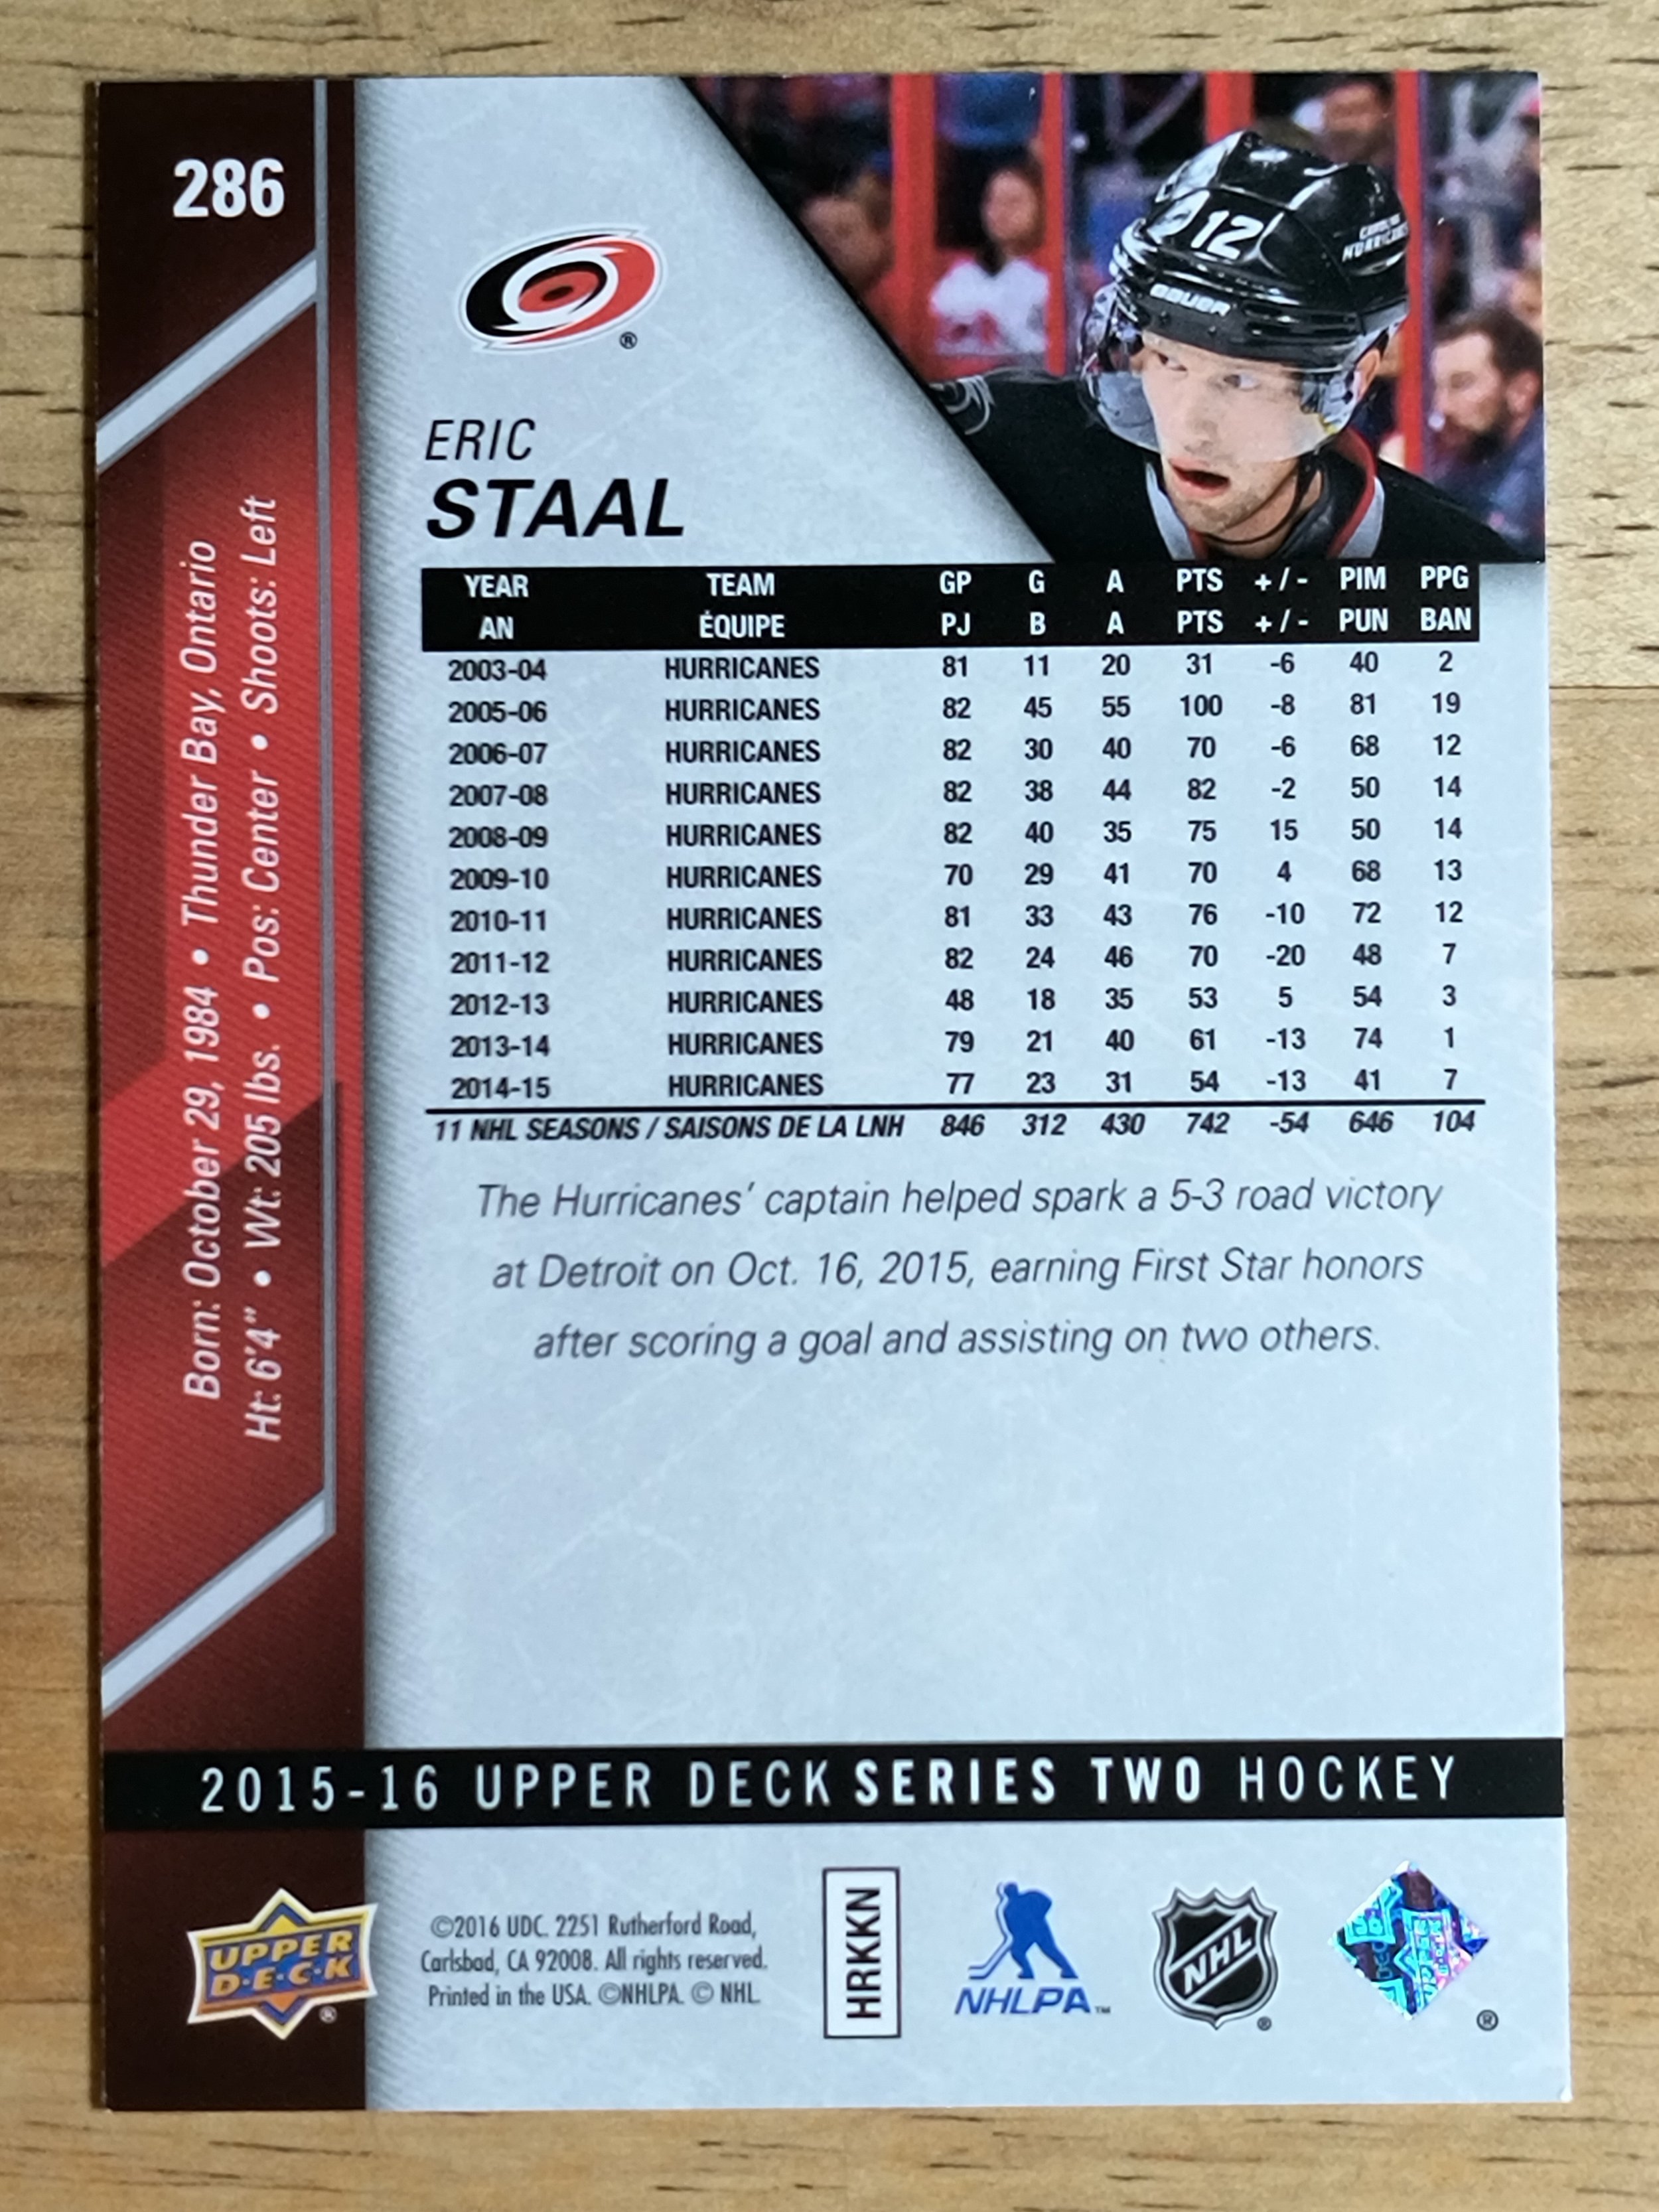 286
12
BAUER
CAROLINA
HURRICANES
®
ERIC
STAAL
YEAR TEAM GP G A PTS +/- PIM PPG
AN ÉQUIPE PJ B A PTS +/- PUN BAN
2003-04 HURRICANES 81 11 20 31 -6 40 2
2005-06 HURRICANES 82 45 55 100 -8 81 19
2006-07 HURRICANES 82 30 40 70 -6 68 12
2007-08 HURRICANES 82 38 44 82 -2 50 14
2008-09 HURRICANES 82 40 35 75 15 50 14
2009-10 HURRICANES 70 29 41 70 4 68 13
2010-11 HURRICANES 81 33 43 76 -10 72 12
2011-12 HURRICANES 82 24 46 70 -20 48 7
2012-13 HURRICANES 48 18 35 53 5 54 3
2013-14 HURRICANES 79 21 40 61 -13 74 1
2014-15 HURRICANES 77 23 31 54 -13 41 7
11 NHL SEASONS / SAISONS DE LA LNH 846 312 430 742 -54 646 104
Born: October 29, 1984 • Thunder Bay, Ontario
Ht: 6'4" • Wt: 205 lbs. • Pos: Center • Shoots: Left
The Hurricanes' captain helped spark a 5-3 road victory
at Detroit on Oct. 16, 2015, earning First Star honors
after scoring a goal and assisting on two others.
2015-16 UPPER DECK SERIES TWO HOCKEY
UPPER
D·E·C·K
®
©2016 UDC. 2251 Rutherford Road,
Carlsbad, CA 92008. All rights reserved.
Printed in the USA. ©NHLPA. © NHL.
HRKKN
NHLPA™
NHL
®
®